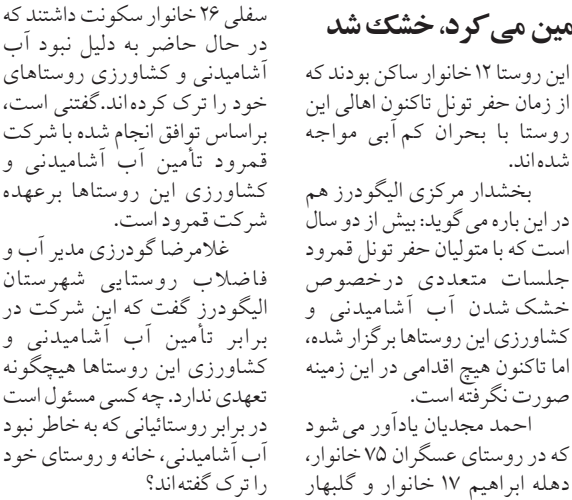 مین می‌کرد، خشک شد
این روستا ۱۲ خانوار ساکن بودند که
از زمان حفر تونل تاکنون اهالی این
روستا با بحران کم‌آبی مواجه
شده‌اند.
بخشدار مرکزی الیگودرز هم
در این باره می‌گوید: بیش از دو سال
است که با متولیان حفر تونل قمرود
جلسات متعددی درخصوص
خشک شدن آب آشامیدنی و
کشاورزی این روستاها برگزار شده،
اما تاکنون هیچ اقدامی در این زمینه
صورت نگرفته است.
احمد مجدیان یادآور می‌شود
که در روستای عسگران ۷۵ خانوار،
دهله ابراهیم ۱۷ خانوار و گلبهار
سفلی ۲۶ خانوار سکونت داشتند که
در حال حاضر به دلیل نبود آب
آشامیدنی و کشاورزی روستاهای
خود را ترک کرده‌اند. گفتنی است،
براساس توافق انجام شده با شرکت
قمرود تأمین آب آشامیدنی و
کشاورزی این روستاها برعهده
شرکت قمرود است.
غلامرضا گودرزی مدیر آب و
فاضلاب روستایی شهرستان
الیگودرز گفت که این شرکت در
برابر تأمین آب آشامیدنی و
کشاورزی این روستاها هیچگونه
تعهدی ندارد. چه کسی مسئول است
در برابر روستائیانی که به خاطر نبود
آب آشامیدنی، خانه و روستای خود
را ترک گفته‌اند؟